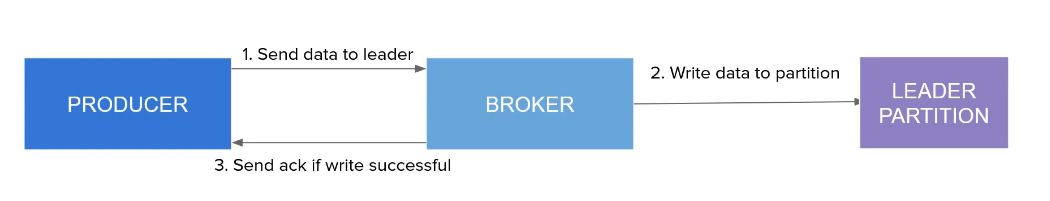 1. Send data to leader
PRODUCER
BROKER
2. Write data to partition
LEADER
PARTITION
3. Send ack if write successful